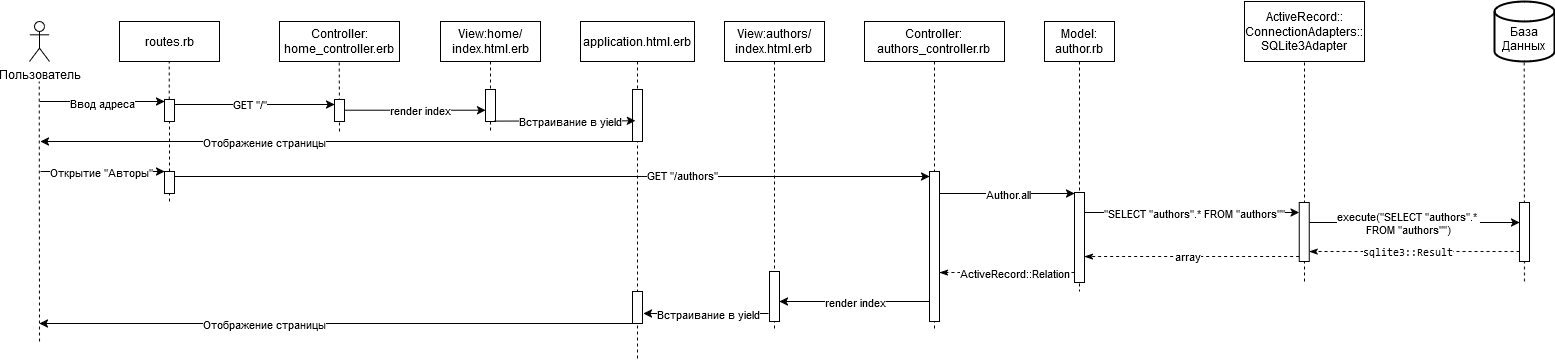 Пользователь
routes.rb
Controller:
home_controller.erb
View:home/
index.html.erb
application.html.erb
View:authors/
index.html.erb
Controller:
authors_controller.rb
Model:
author.rb
ActiveRecord::
ConnectionAdapters::
SQLite3Adapter
База
Данных
Ввод адреса
GET "/"
render index
Встраивание в yield
Отображение страницы
Открытие "Авторы"
GET "/authors"
Author.all
"SELECT "authors".* FROM "authors""
execute("SELECT "authors".*
FROM "authors"")
sqlite3::Result
array
ActiveRecord::Relation
render index
Встраивание в yield
Отображение страницы